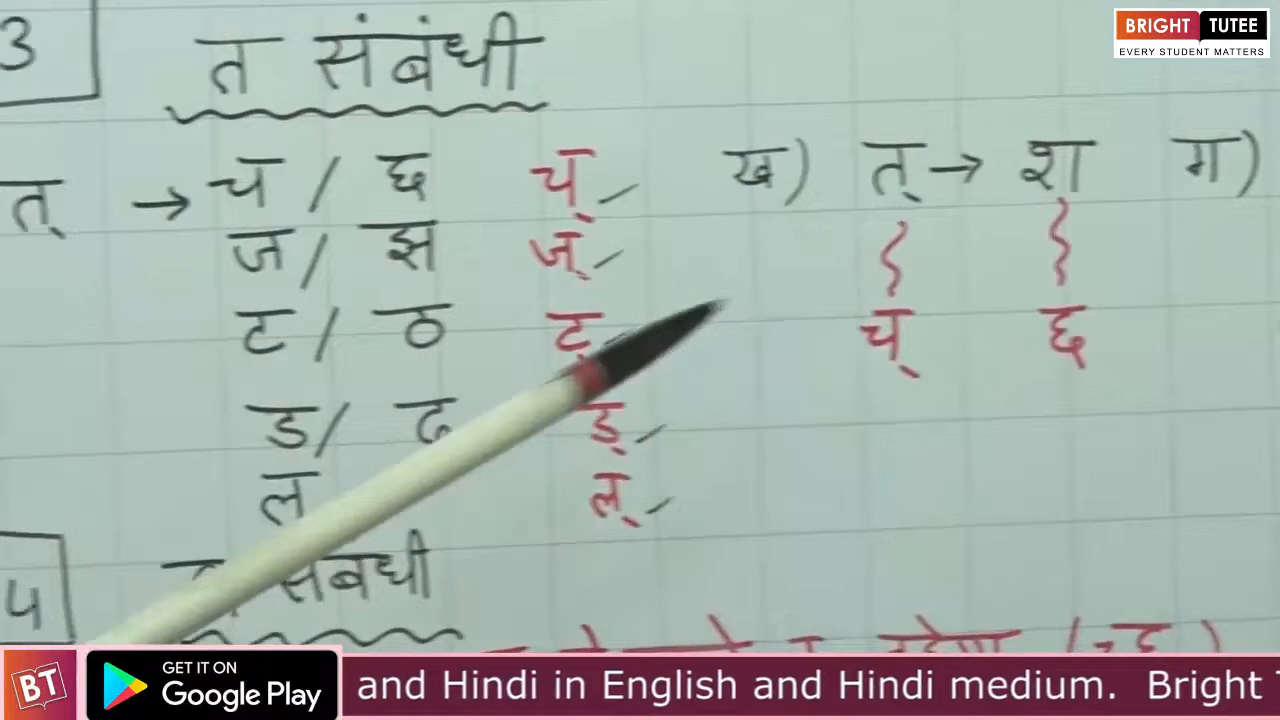 3 त संबंधी
त् → च / छ च् ख) त् → श ग)
ज / झ ज्
ट / ठ ट् च् छ
ड / ढ ड्
ल ल्
4 संबंधी
BRIGHT TUTEE
EVERY STUDENT MATTERS
BT GET IT ON Google Play and Hindi in English and Hindi medium. Bright